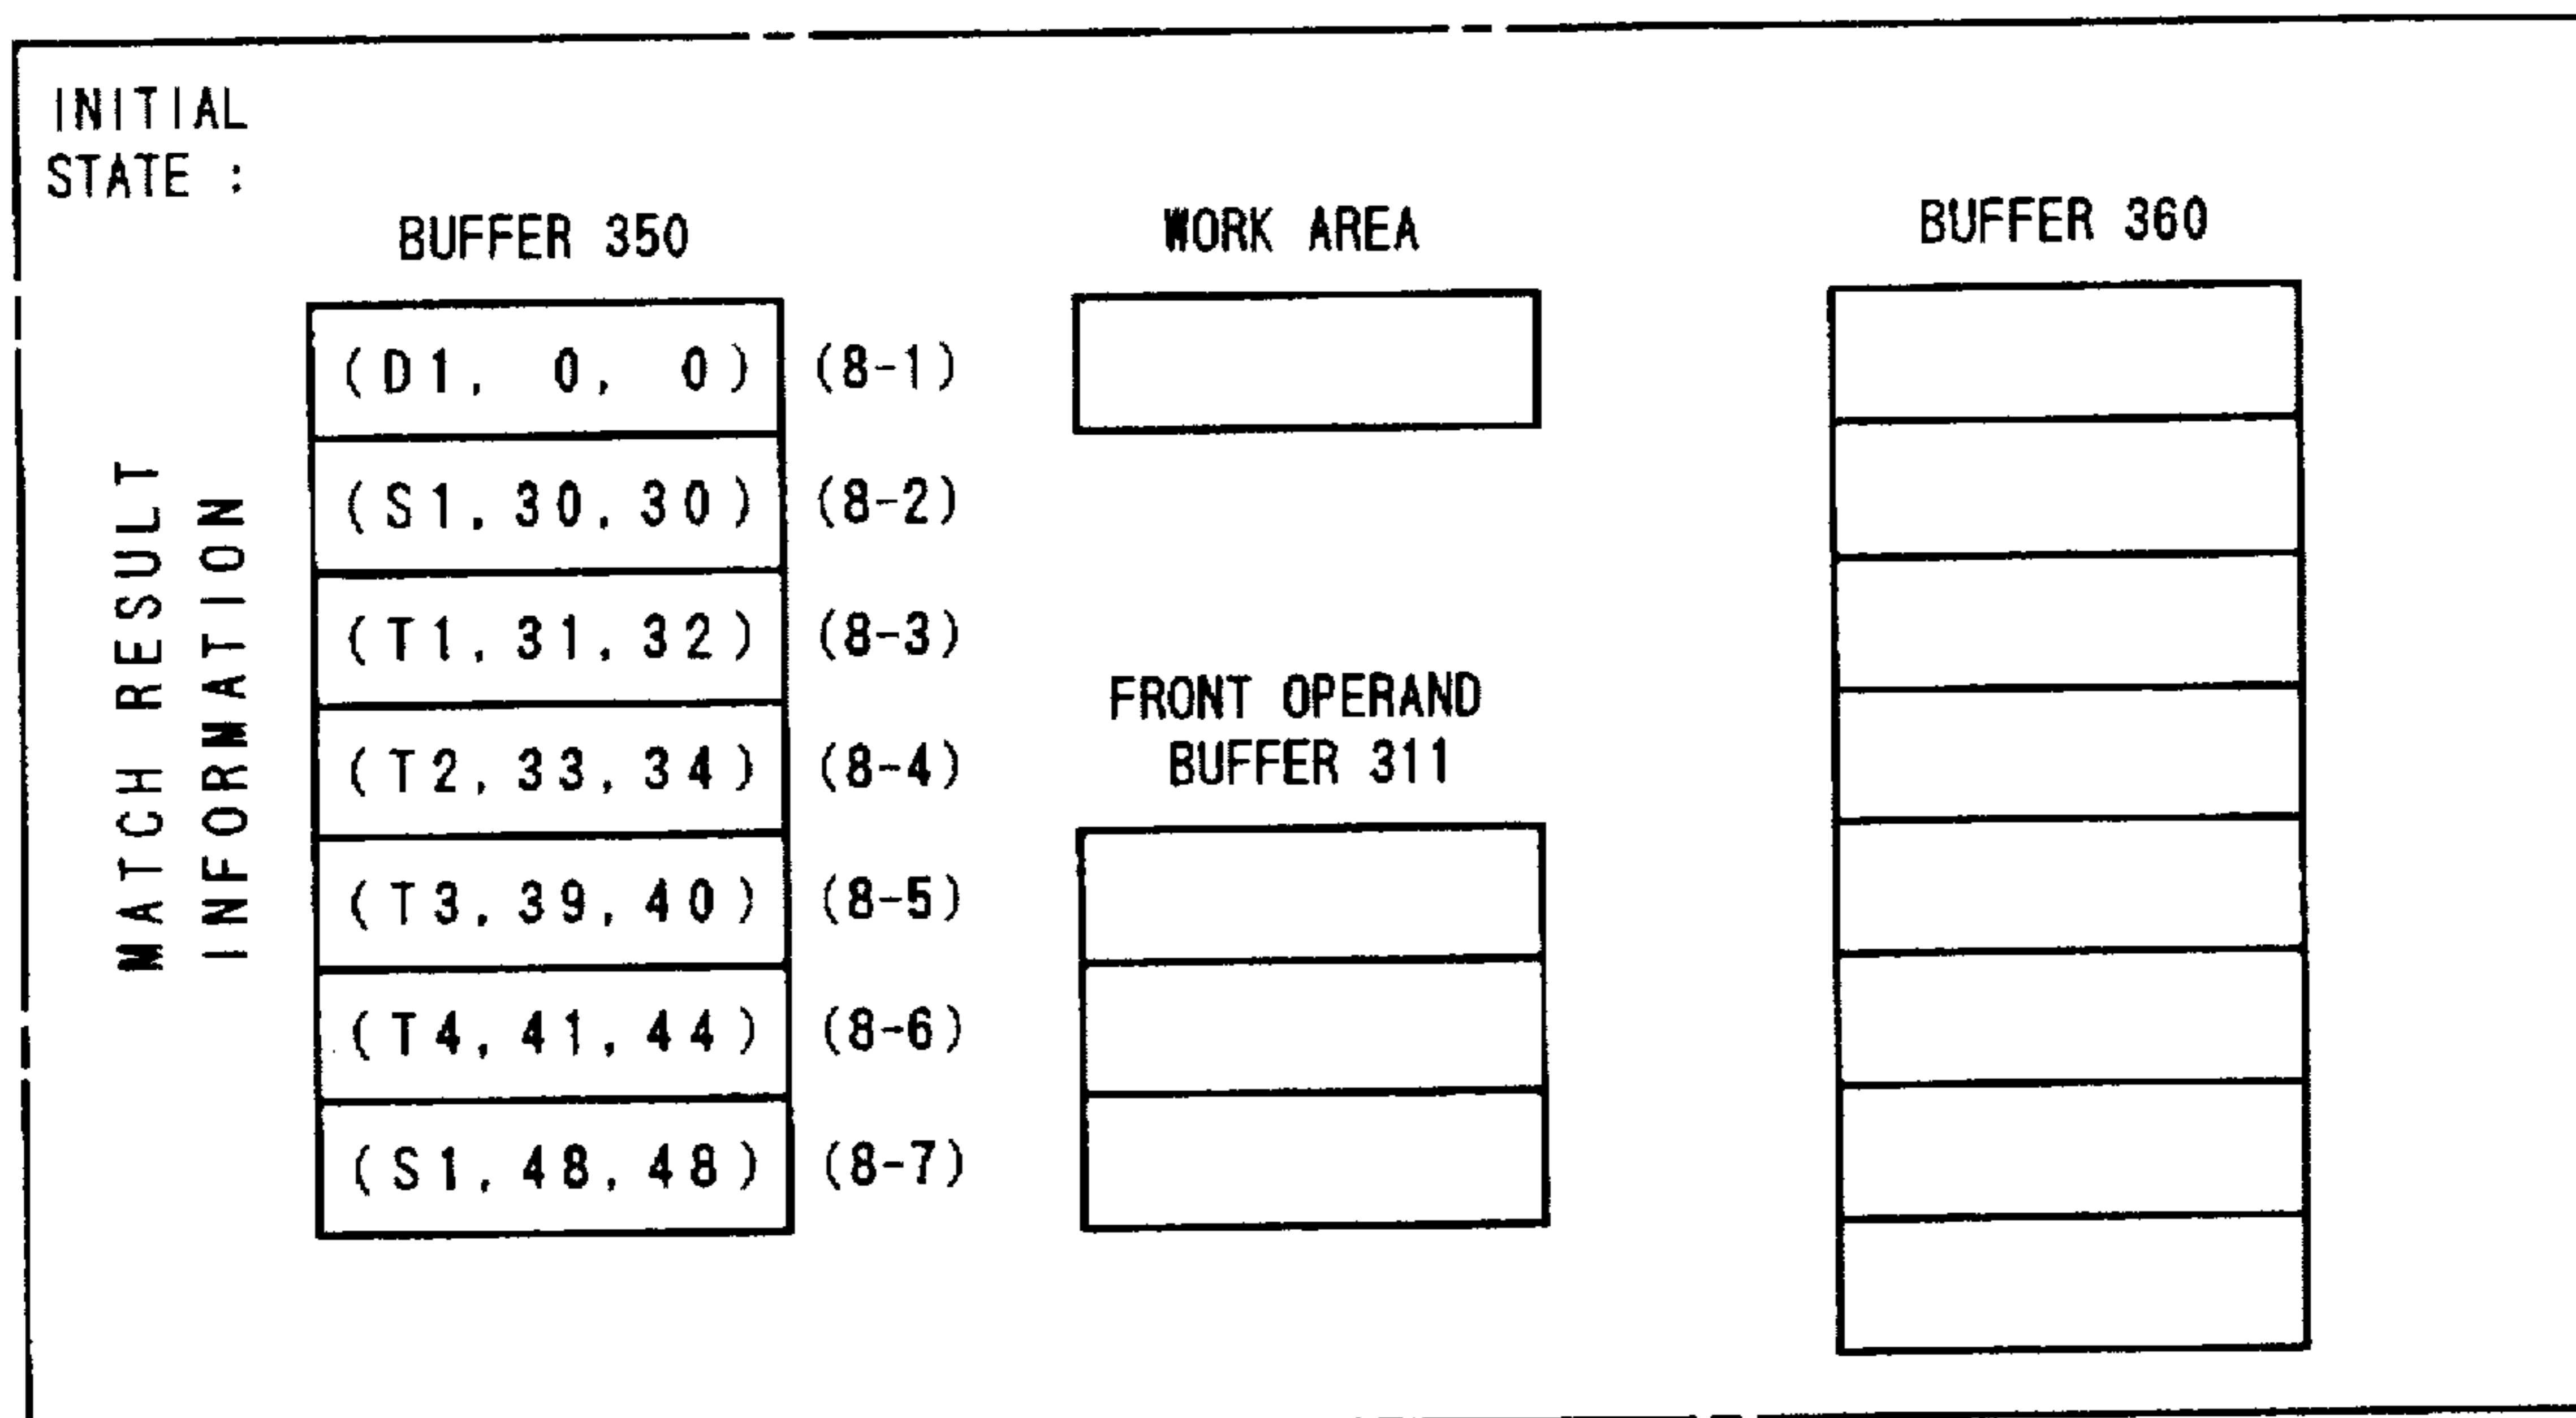 INITIAL
STATE :
BUFFER 350
WORK AREA
BUFFER 360
MATCH RESULT
INFORMATION
(D1, 0, 0) (8-1)
(S1,30,30) (8-2)
(T1,31,32) (8-3)
(T2,33,34) (8-4)
(T3,39,40) (8-5)
(T4,41,44) (8-6)
(S1,48,48) (8-7)
FRONT OPERAND
BUFFER 311